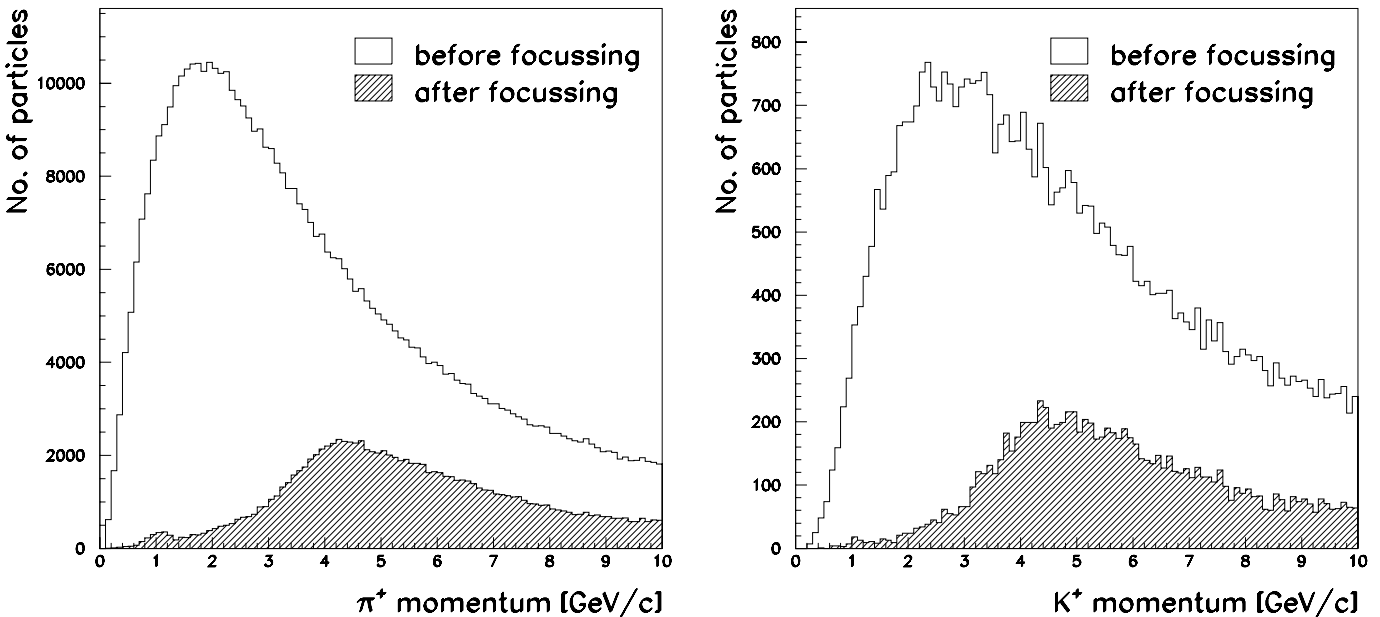 No. of particles
10000
8000
6000
4000
2000
0
before focussing
after focussing
0 1 2 3 4 5 6 7 8 9 10
π+ momentum [GeV/c]
No. of particles
800
700
600
500
400
300
200
100
0
before focussing
after focussing
0 1 2 3 4 5 6 7 8 9 10
K+ momentum [GeV/c]